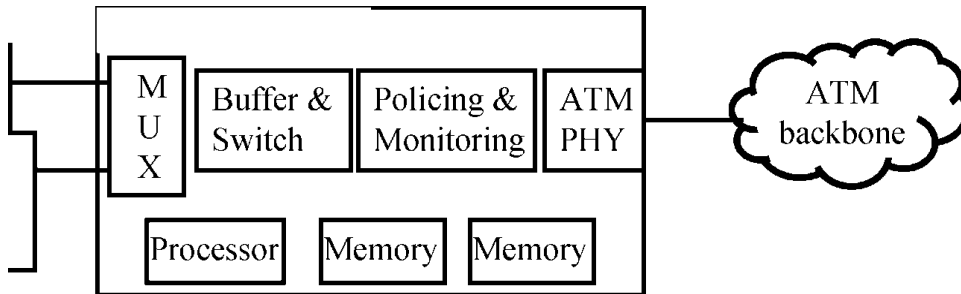 M
U
X
Buffer &
Switch
Policing &
Monitoring
ATM
PHY
ATM
backbone
Processor
Memory
Memory